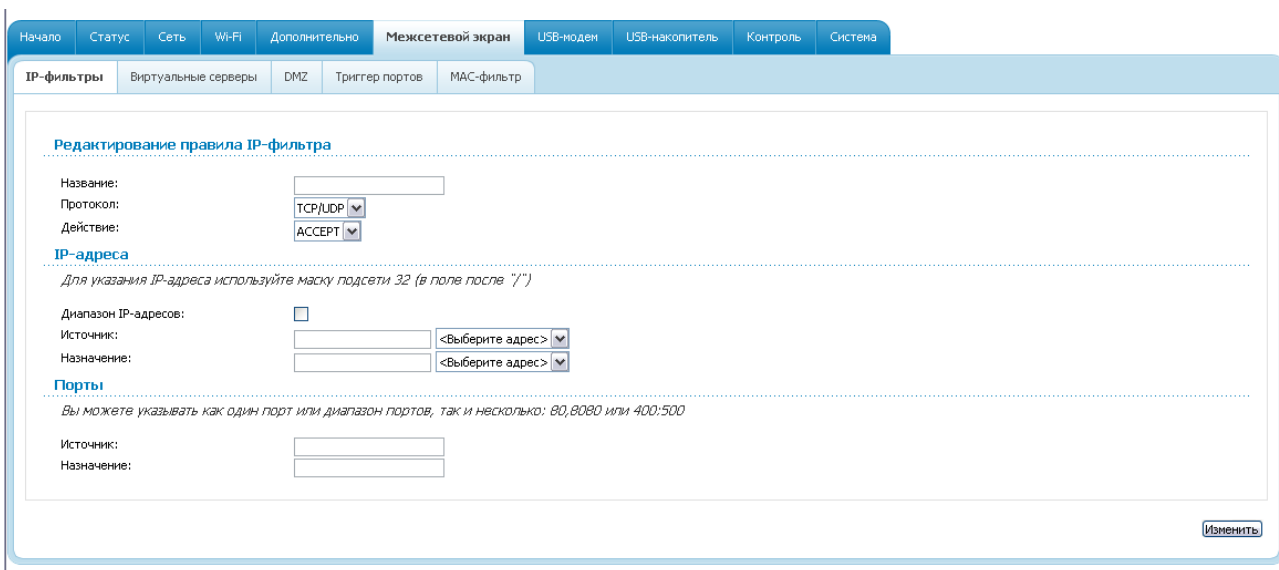 Начало Статус Сеть Wi-Fi Дополнительно Межсетевой экран USB-модем USB-накопитель Контроль Система
IP-фильтры Виртуальные серверы DMZ Триггер портов MAC-фильтр
Редактирование правила IP-фильтра
Название:
Протокол: TCP/UDP
Действие: ACCEPT
IP-адреса
Для указания IP-адреса используйте маску подсети 32 (в поле после "/")
Диапазон IP-адресов:
Источник: <Выберите адрес>
Назначение: <Выберите адрес>
Порты
Вы можете указывать как один порт или диапазон портов, так и несколько: 80,8080 или 400:500
Источник:
Назначение:
Изменить